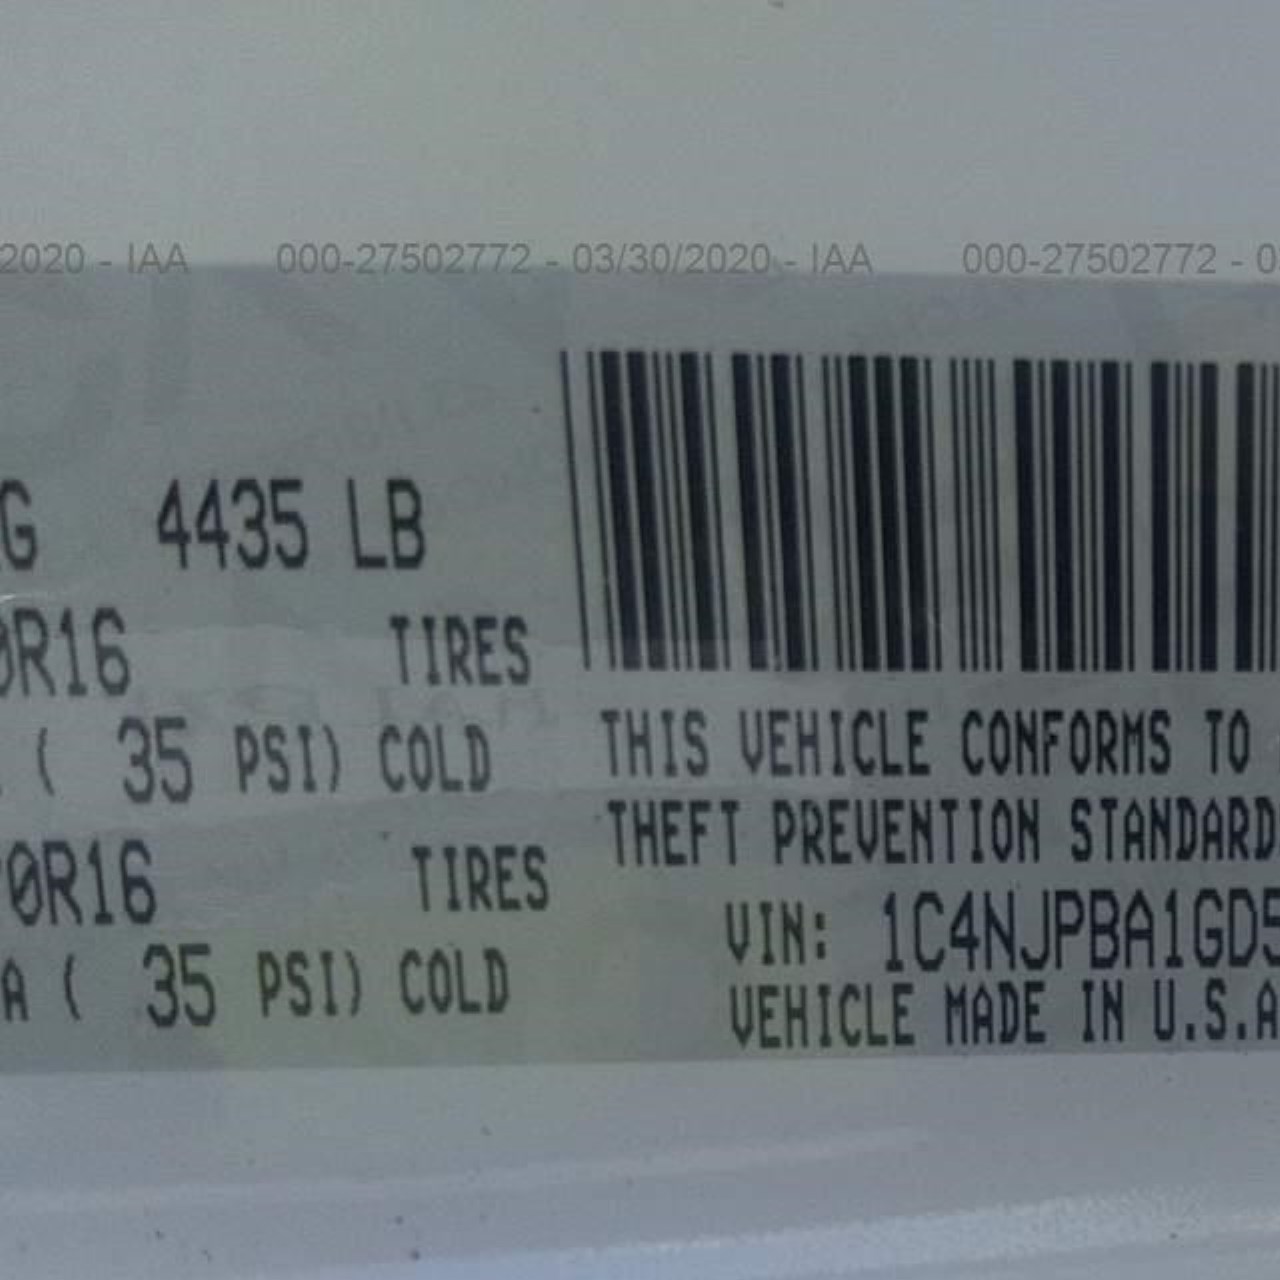 2020 - IAA 000-27502772 - 03/30/2020 - IAA 000-27502772 - 0
G 4435 LB
0R16 TIRES
( 35 PSI) COLD
0R16 TIRES
A ( 35 PSI) COLD
THIS VEHICLE CONFORMS TO
THEFT PREVENTION STANDARD
VIN: 1C4NJPBA1GD5
VEHICLE MADE IN U.S.A